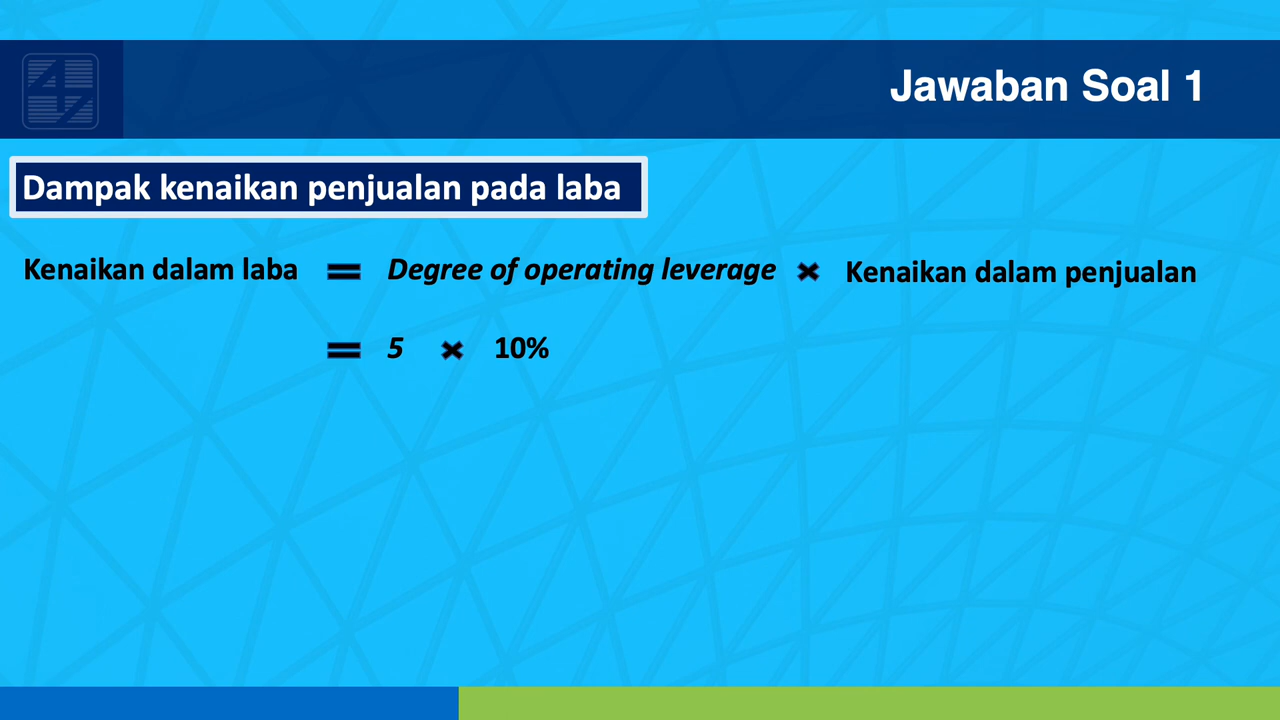 Jawaban Soal 1
Dampak kenaikan penjualan pada laba
Kenaikan dalam laba = Degree of operating leverage × Kenaikan dalam penjualan
= 5 × 10%